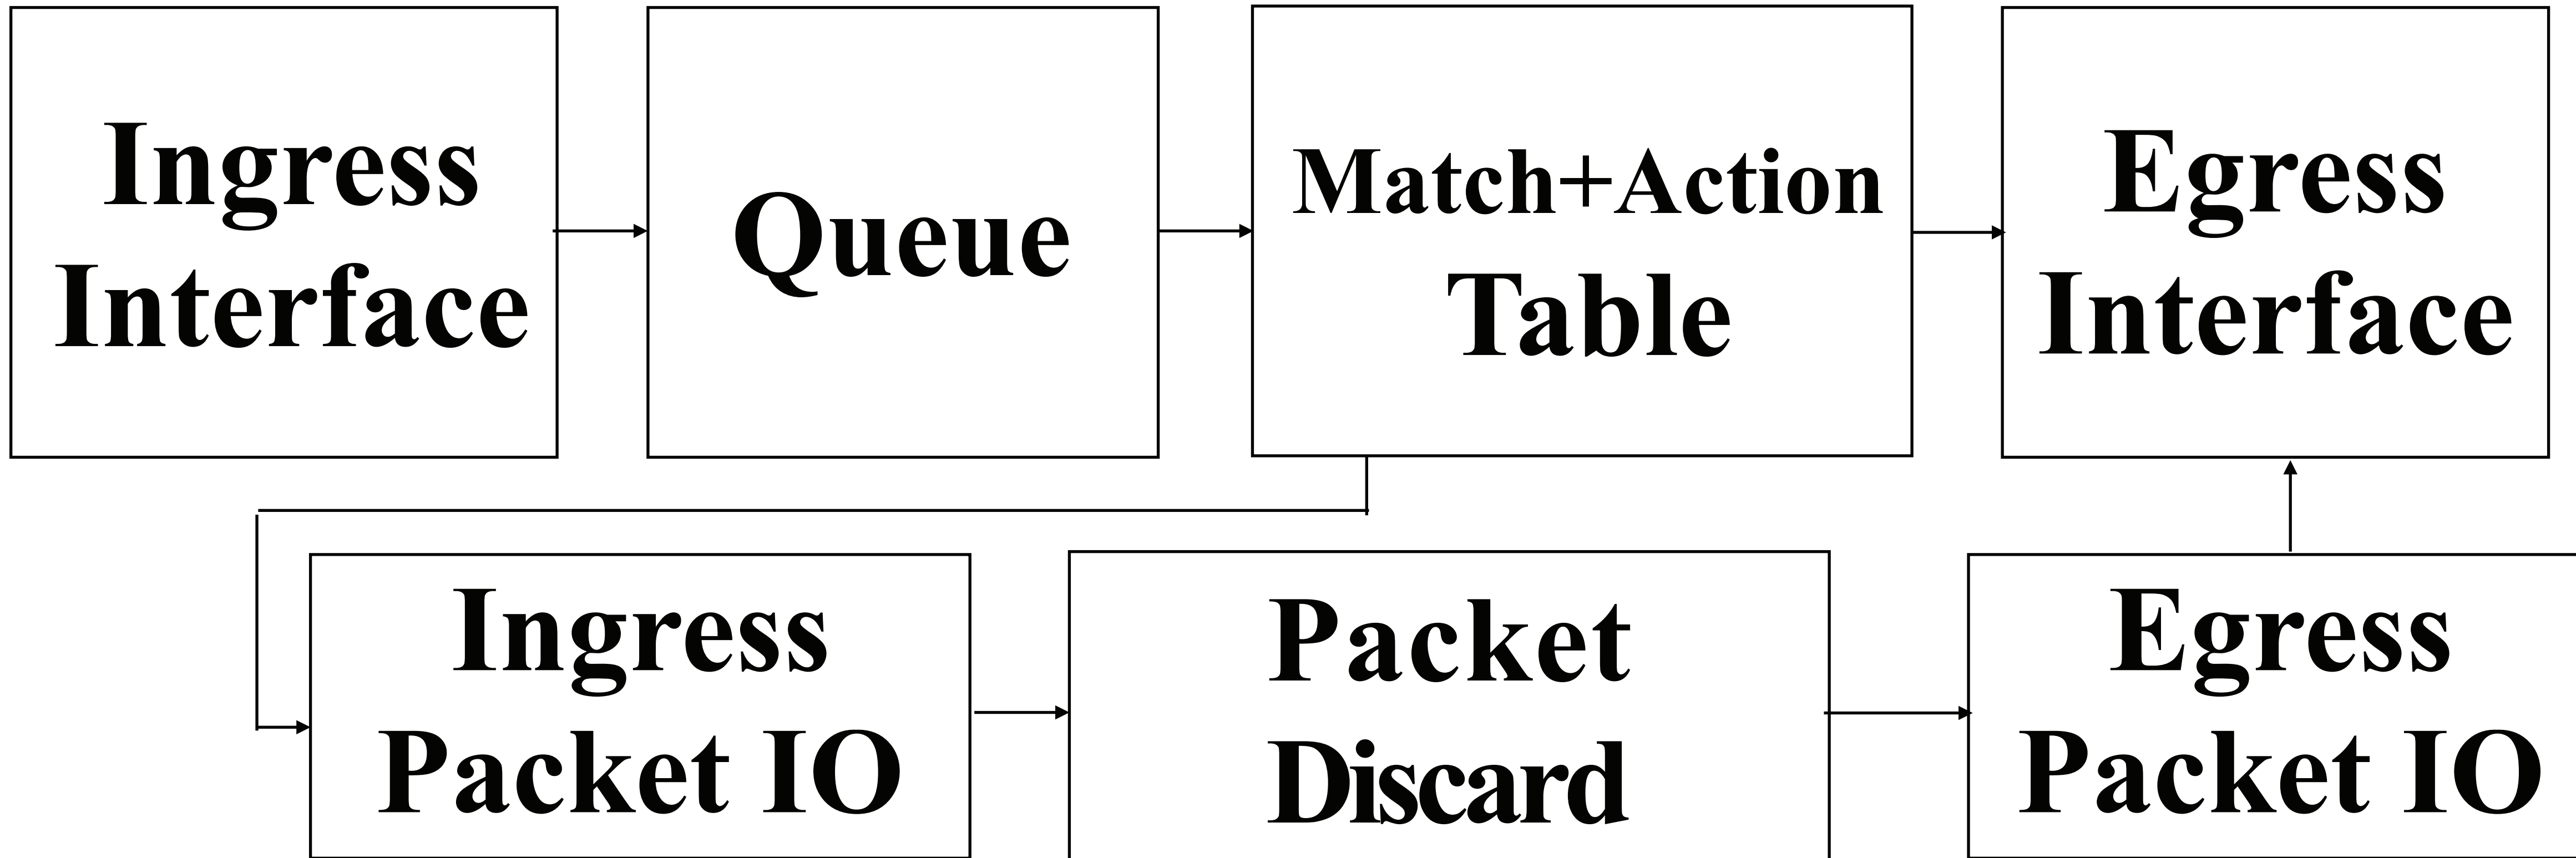 Ingress
Interface
Queue
Match+Action
Table
Egress
Interface
Ingress
Packet IO
Packet
Discard
Egress
Packet IO